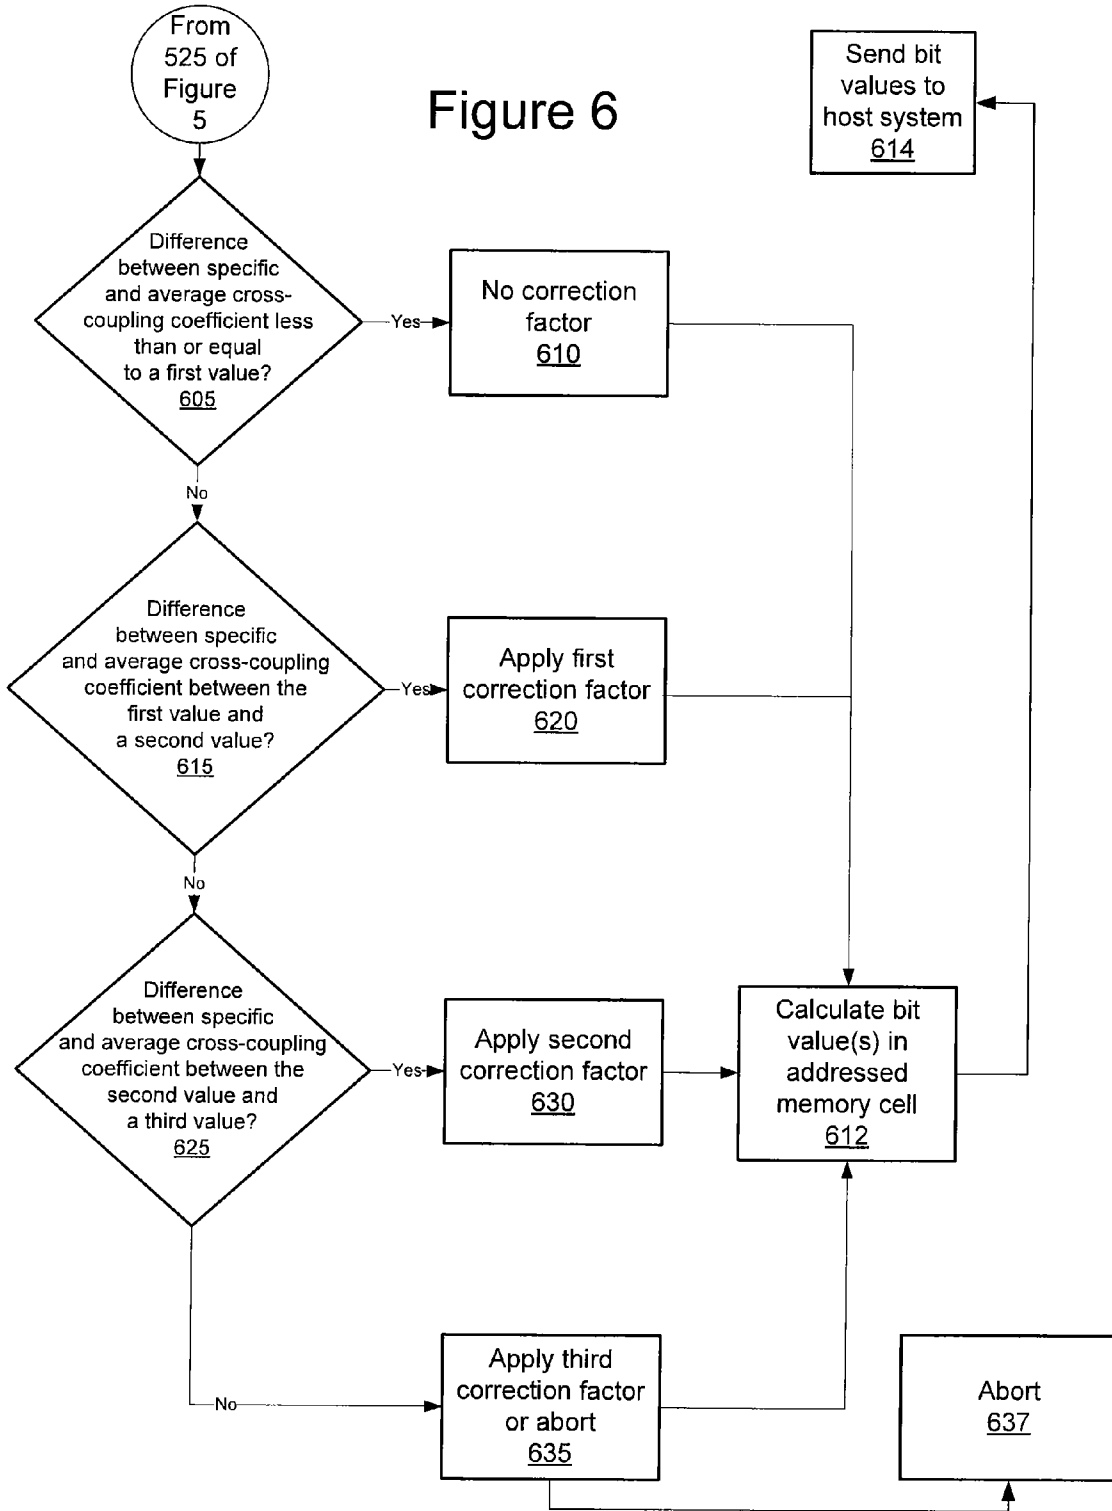 From
525 of
Figure
5
Figure 6
Send bit
values to
host system
614
Difference
between specific
and average cross-
coupling coefficient less
than or equal
to a first value?
605
Yes
No correction
factor
610
No
Difference
between specific
and average cross-coupling
coefficient between the
first value and
a second value?
615
Yes
Apply first
correction factor
620
No
Difference
between specific
and average cross-coupling
coefficient between the
second value and
a third value?
625
Yes
Apply second
correction factor
630
Calculate bit
value(s) in
addressed
memory cell
612
No
Apply third
correction factor
or abort
635
Abort
637